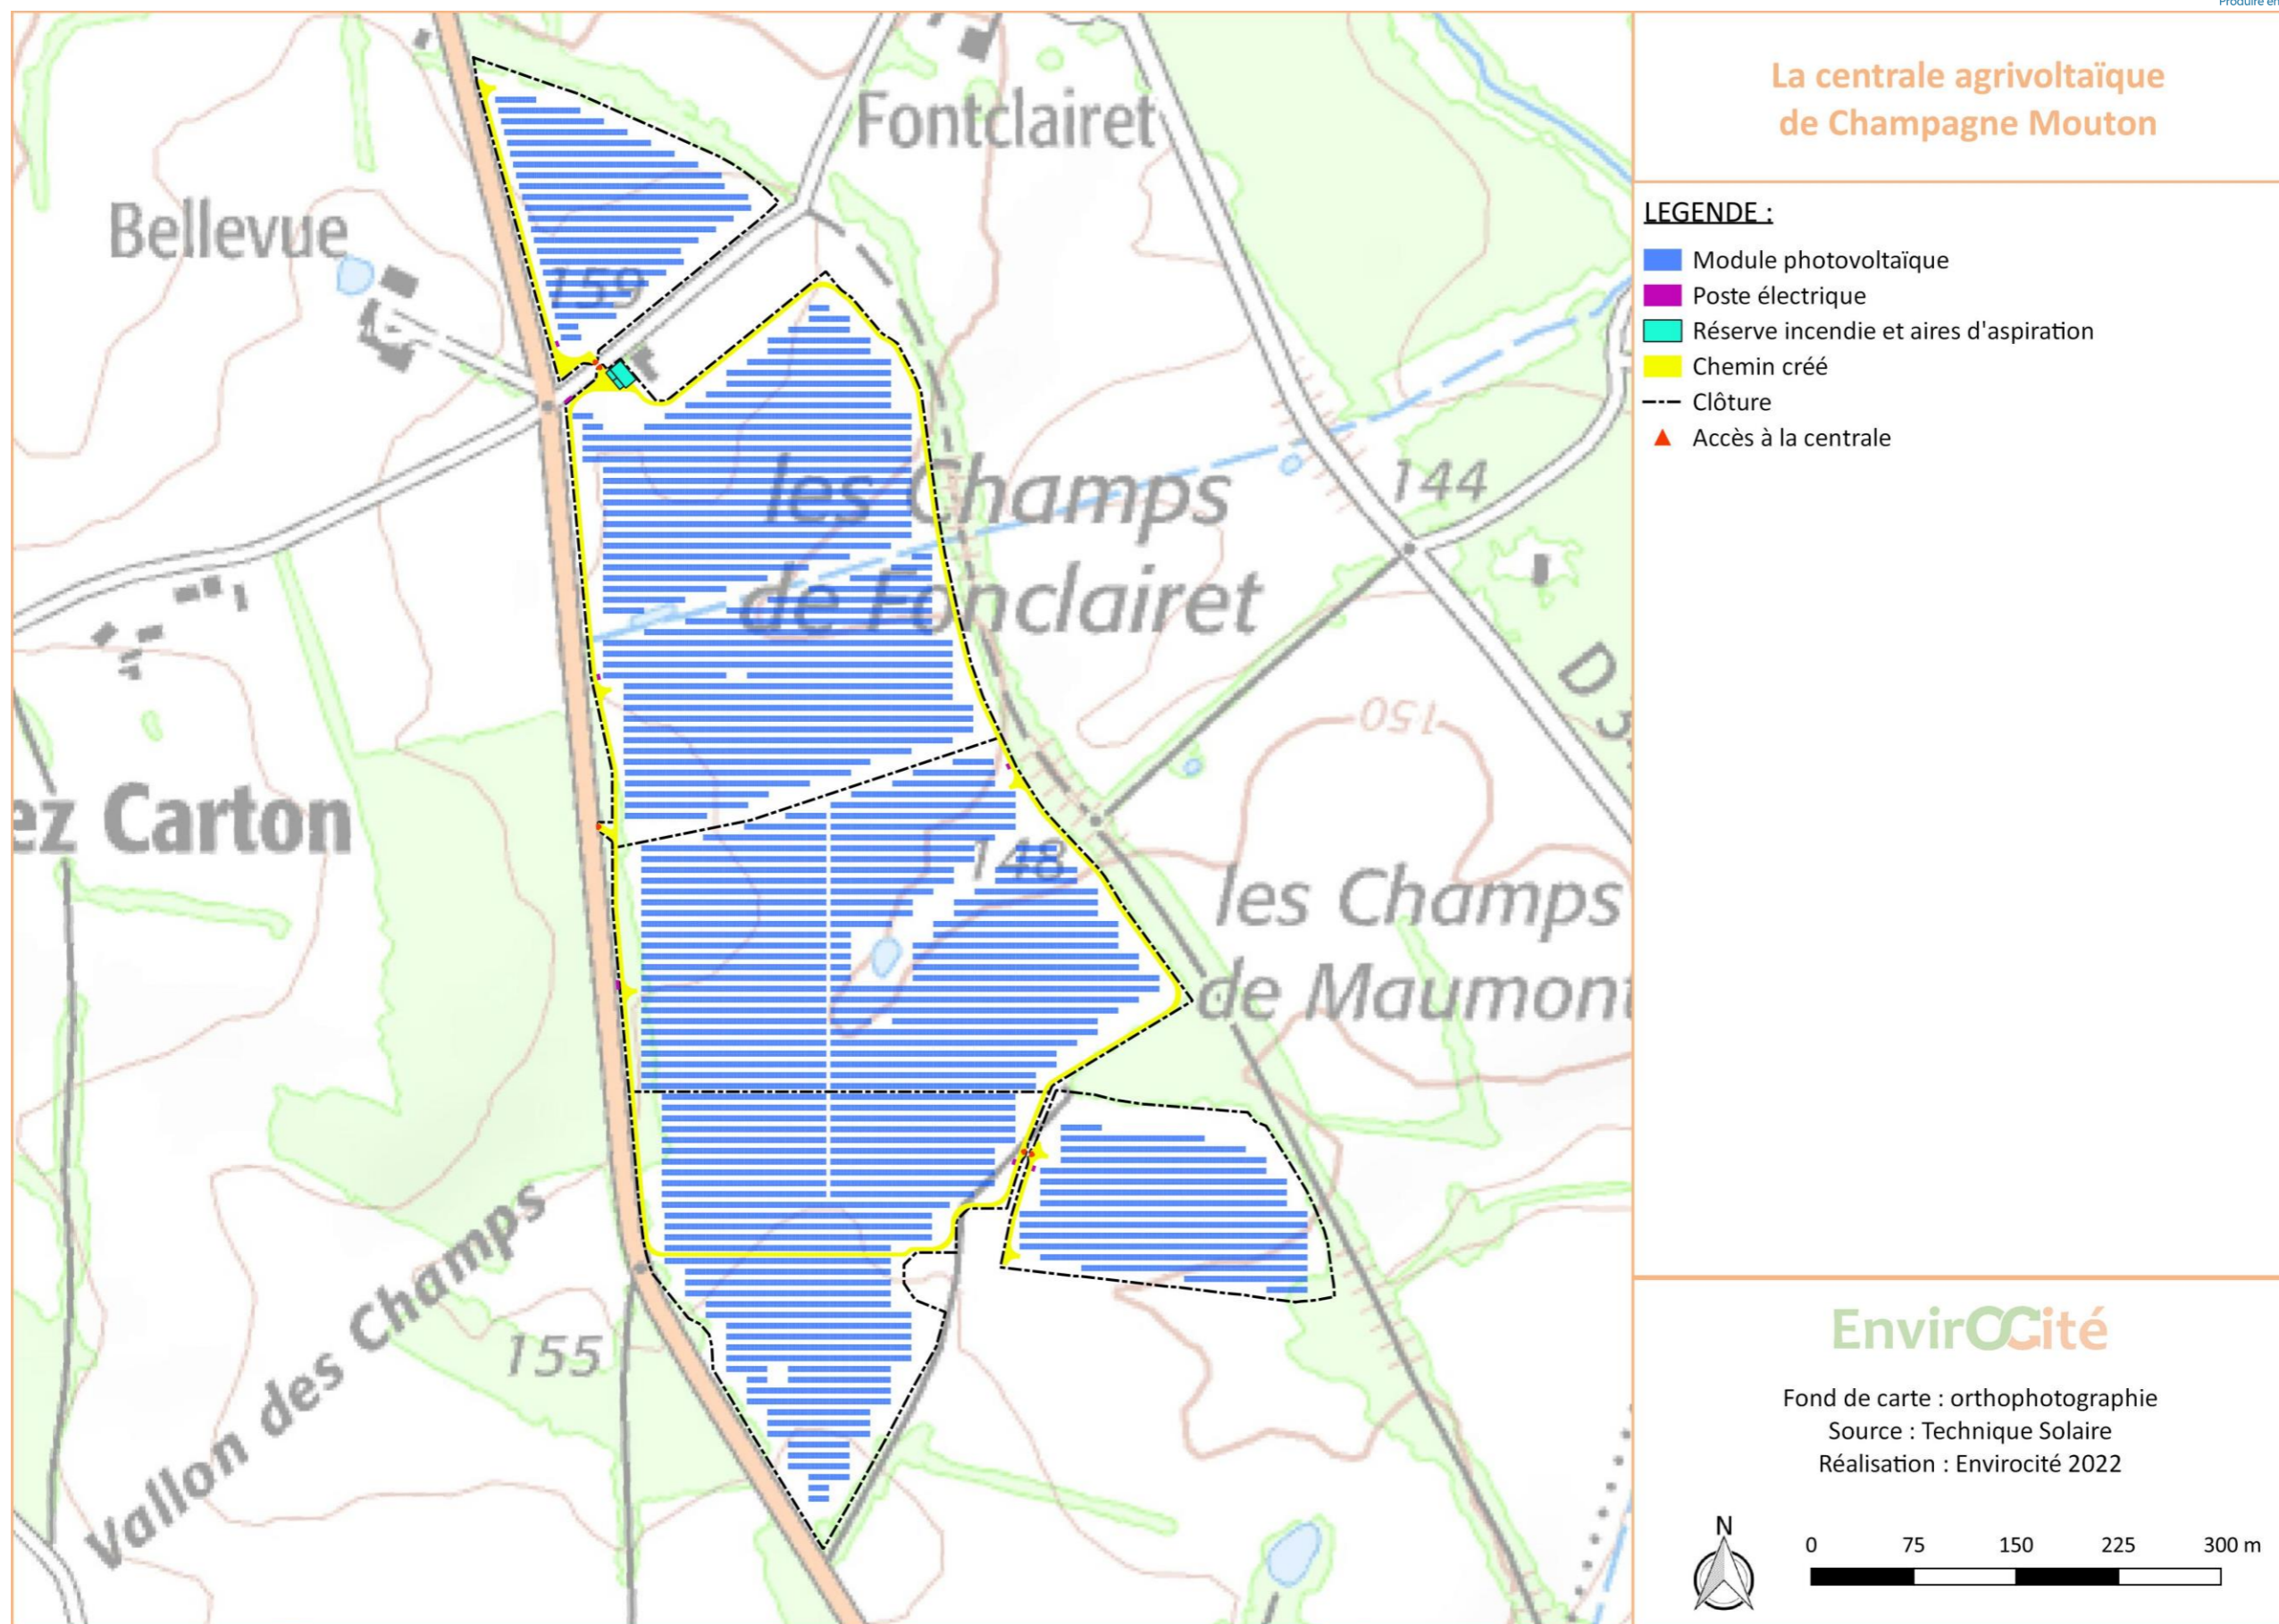 Produire en
La centrale agrivoltaïque
de Champagne Mouton
LEGENDE :
Module photovoltaïque
Poste électrique
Réserve incendie et aires d'aspiration
Chemin créé
Clôture
Accès à la centrale
Fontclairet
Bellevue
159
les Champs
de Fonclairet
144
D 3
150
ez Carton
148
les Champs
de Maumont
Vallon des Champs
155
EnvirOCité
Fond de carte : orthophotographie
Source : Technique Solaire
Réalisation : Envirocité 2022
N
0 75 150 225 300 m